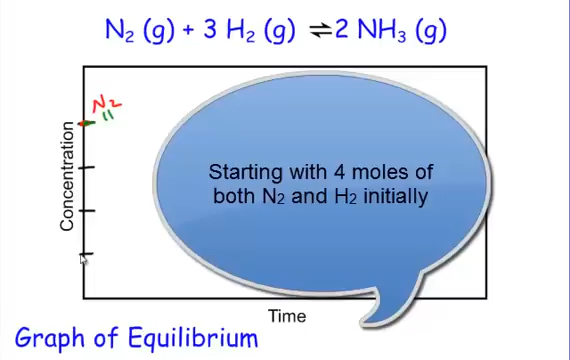 N₂ (g) + 3 H₂ (g) ⇌ 2 NH₃ (g)
N₂
Starting with 4 moles of
both N₂ and H₂ initially
Concentration
Time
Graph of Equilibrium